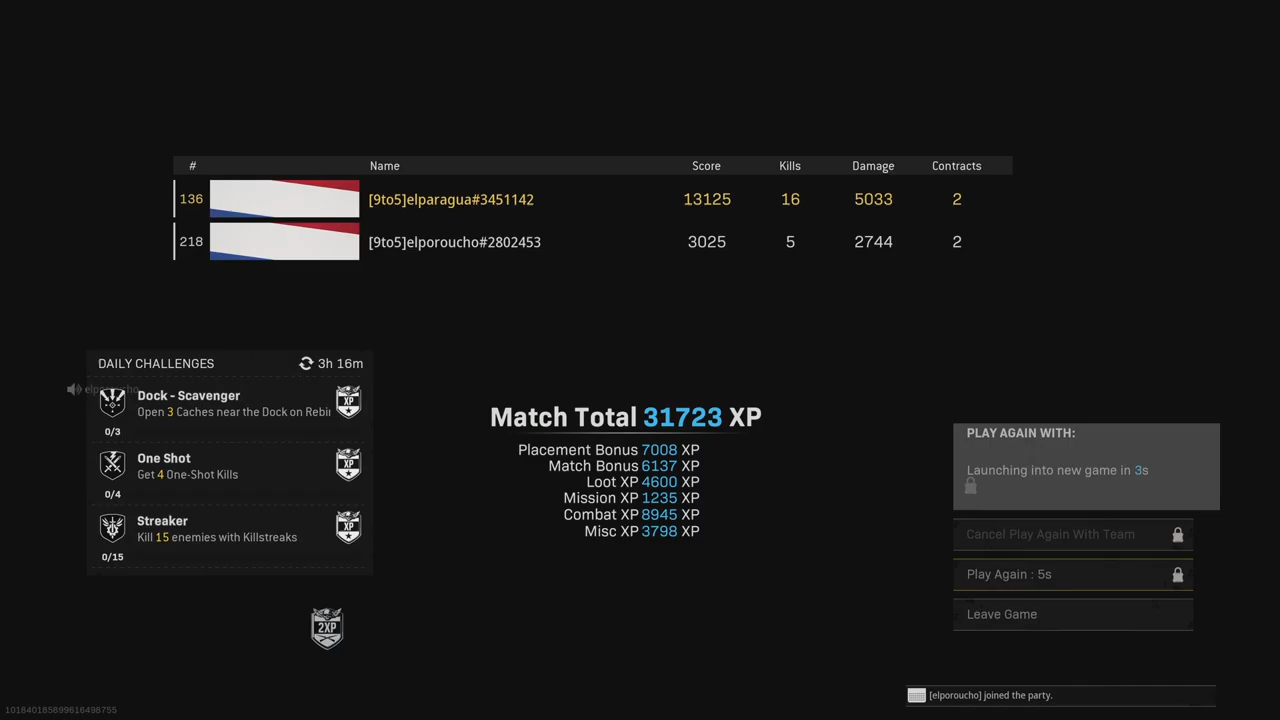 # Name Score Kills Damage Contracts
136 [9to5]elparagua#3451142 13125 16 5033 2
218 [9to5]elporoucho#2802453 3025 5 2744 2
DAILY CHALLENGES 3h 16m
elporoucho
Dock - Scavenger
Open 3 Caches near the Dock on Rebi
XP
0/3
One Shot
Get 4 One-Shot Kills
XP
0/4
Streaker
Kill 15 enemies with Killstreaks
XP
0/15
2XP
Match Total 31723 XP
Placement Bonus 7008 XP
Match Bonus 6137 XP
Loot XP 4600 XP
Mission XP 1235 XP
Combat XP 8945 XP
Misc XP 3798 XP
PLAY AGAIN WITH:
Launching into new game in 3s
Cancel Play Again With Team
Play Again : 5s
Leave Game
[elporoucho] joined the party.